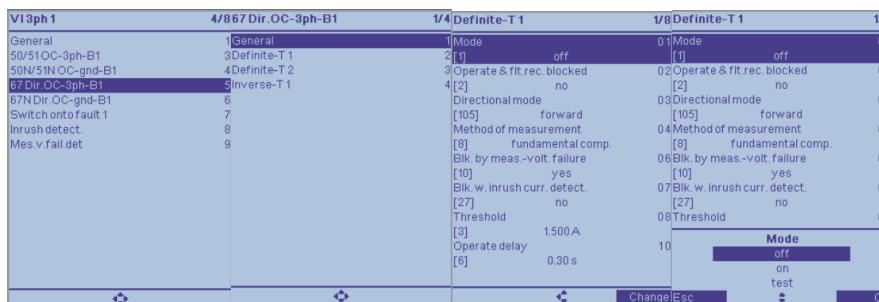 VI 3ph 1 4/8
General 1
50/51 OC-3ph-B1 3
50N/51N OC-gnd-B1 4
67 Dir.OC-3ph-B1 5
67N Dir.OC-gnd-B1 6
Switch onto fault 1 7
Inrush detect. 8
Mes.v.fail.det 9
67 Dir.OC-3ph-B1 1/4
General 1
Definite-T 1 2
Definite-T 2 3
Inverse-T 1 4
Definite-T 1 1/8
Mode 01
[1] off
Operate & flt.rec. blocked 02
[2] no
Directional mode 03
[105] forward
Method of measurement 04
[8] fundamental comp.
Blk. by meas.-volt. failure 06
[10] yes
Blk. w. inrush curr. detect. 07
[27] no
Threshold 08
[3] 1.500 A
Operate delay 10
[6] 0.30 s
Change
Definite-T 1 1
Mode
[1] off
Operate & flt.rec. blocked
[2] no
Directional mode
[105] forward
Method of measurement
[8] fundamental comp.
Blk. by meas.-volt. failure
[10] yes
Blk. w. inrush curr. detect.
[27] no
Threshold
Mode
off
on
test
Esc